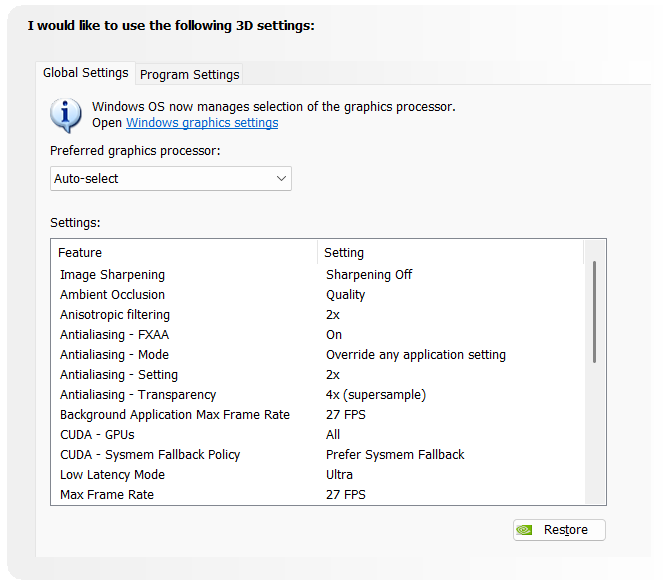 I would like to use the following 3D settings:
Global Settings Program Settings
Windows OS now manages selection of the graphics processor.
Open Windows graphics settings
Preferred graphics processor:
Auto-select
Settings:
Feature Setting
Image Sharpening Sharpening Off
Ambient Occlusion Quality
Anisotropic filtering 2x
Antialiasing - FXAA On
Antialiasing - Mode Override any application setting
Antialiasing - Setting 2x
Antialiasing - Transparency 4x (supersample)
Background Application Max Frame Rate 27 FPS
CUDA - GPUs All
CUDA - Sysmem Fallback Policy Prefer Sysmem Fallback
Low Latency Mode Ultra
Max Frame Rate 27 FPS
Restore